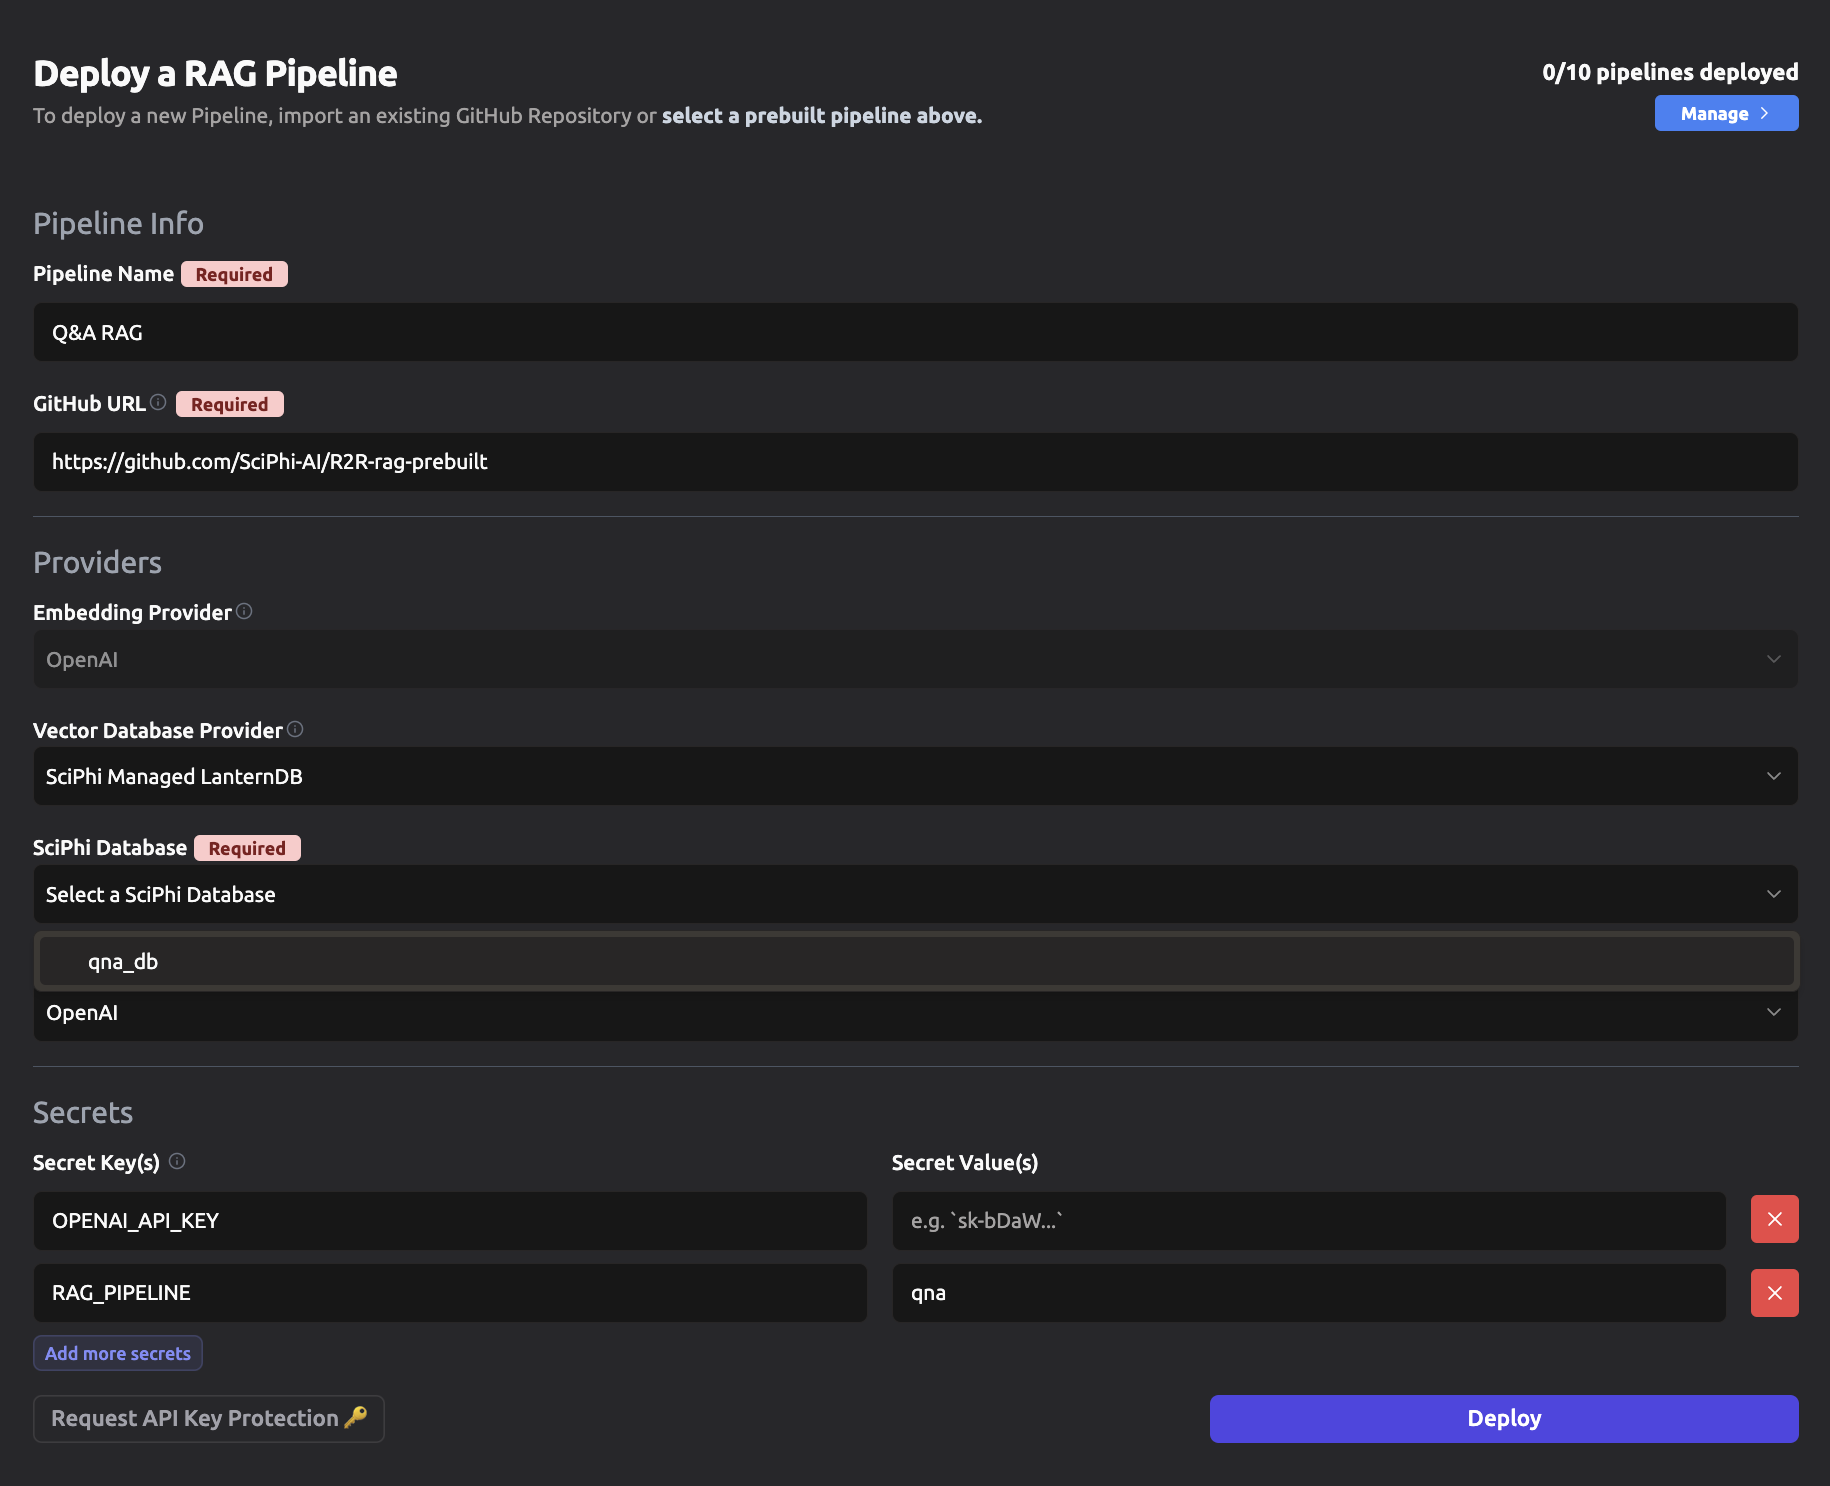 Deploy a RAG Pipeline
0/10 pipelines deployed
To deploy a new Pipeline, import an existing GitHub Repository or select a prebuilt pipeline above.
Manage
Pipeline Info
Pipeline Name Required
Q&A RAG
GitHub URL Required
https://github.com/SciPhi-AI/R2R-rag-prebuilt
Providers
Embedding Provider
OpenAI
Vector Database Provider
SciPhi Managed LanternDB
SciPhi Database Required
Select a SciPhi Database
qna_db
OpenAI
Secrets
Secret Key(s) Secret Value(s)
OPENAI_API_KEY e.g. `sk-bDaW...`
RAG_PIPELINE qna
Add more secrets
Request API Key Protection 🔑 Deploy